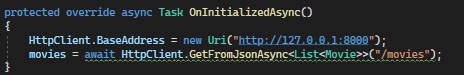 protected override async Task OnInitializedAsync()
{
HttpClient.BaseAddress = new Uri("http://127.0.0.1:8000");
movies = await HttpClient.GetFromJsonAsync<List<Movie>>("/movies");
}